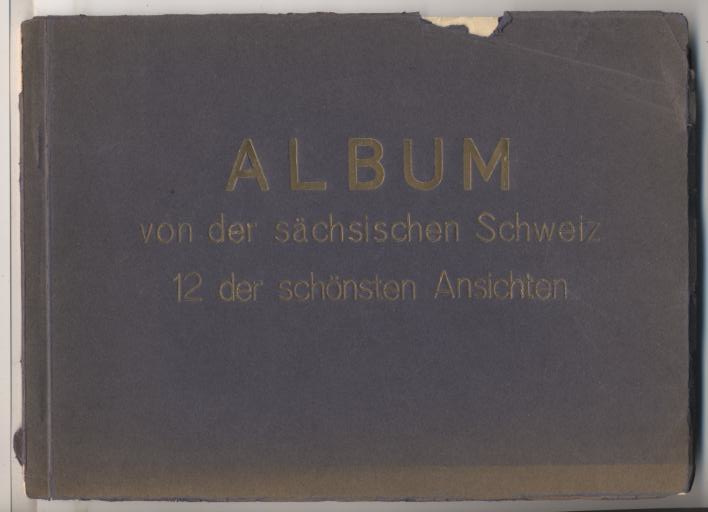 ALBUM
von der sächsischen Schweiz
12 der schönsten Ansichten